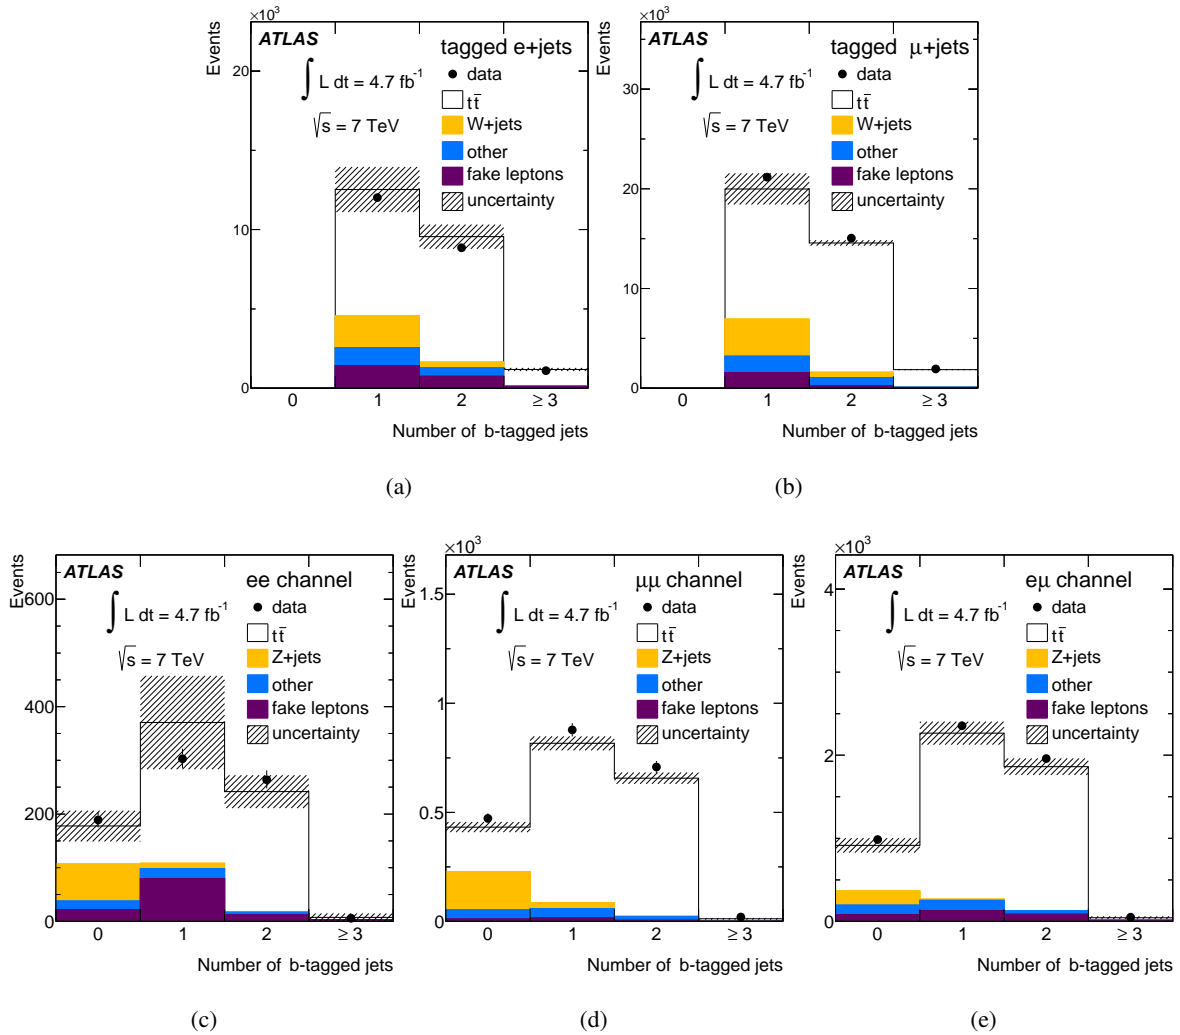 ×10³
Events
ATLAS
tagged e+jets
∫ L dt = 4.7 fb⁻¹
√s = 7 TeV
data
tt̄
W+jets
other
fake leptons
uncertainty
20
10
0
0 1 2 ≥ 3
Number of b-tagged jets
(a)
×10³
Events
ATLAS
tagged μ+jets
∫ L dt = 4.7 fb⁻¹
√s = 7 TeV
data
tt̄
W+jets
other
fake leptons
uncertainty
30
20
10
0
0 1 2 ≥ 3
Number of b-tagged jets
(b)
Events
ATLAS
ee channel
∫ L dt = 4.7 fb⁻¹
√s = 7 TeV
data
tt̄
Z+jets
other
fake leptons
uncertainty
600
400
200
0
0 1 2 ≥ 3
Number of b-tagged jets
(c)
×10³
Events
ATLAS
μμ channel
∫ L dt = 4.7 fb⁻¹
√s = 7 TeV
data
tt̄
Z+jets
other
fake leptons
uncertainty
1.5
1
0.5
0
0 1 2 ≥ 3
Number of b-tagged jets
(d)
×10³
Events
ATLAS
eμ channel
∫ L dt = 4.7 fb⁻¹
√s = 7 TeV
data
tt̄
Z+jets
other
fake leptons
uncertainty
4
2
0
0 1 2 ≥ 3
Number of b-tagged jets
(e)